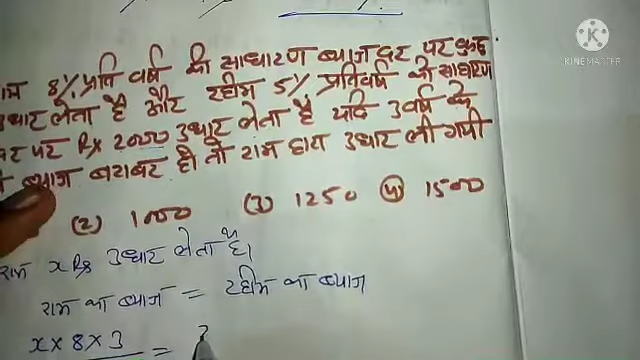 राम 8% प्रति वर्ष की साधारण ब्याज दर पर कुछ
उधार लेता है और रहीम 5% प्रतिवर्ष की साधारण
दर पर Rs 2000 उधार लेता है यदि 3 वर्ष के
ब्याज बराबर हो तो राम द्वारा उधार ली गयी
(2) 1000 (3) 1250 (4) 1500
राम x Rs उधार लेता है।
राम का ब्याज = रहीम का ब्याज
x × 8 × 3 =
KINEMASTER